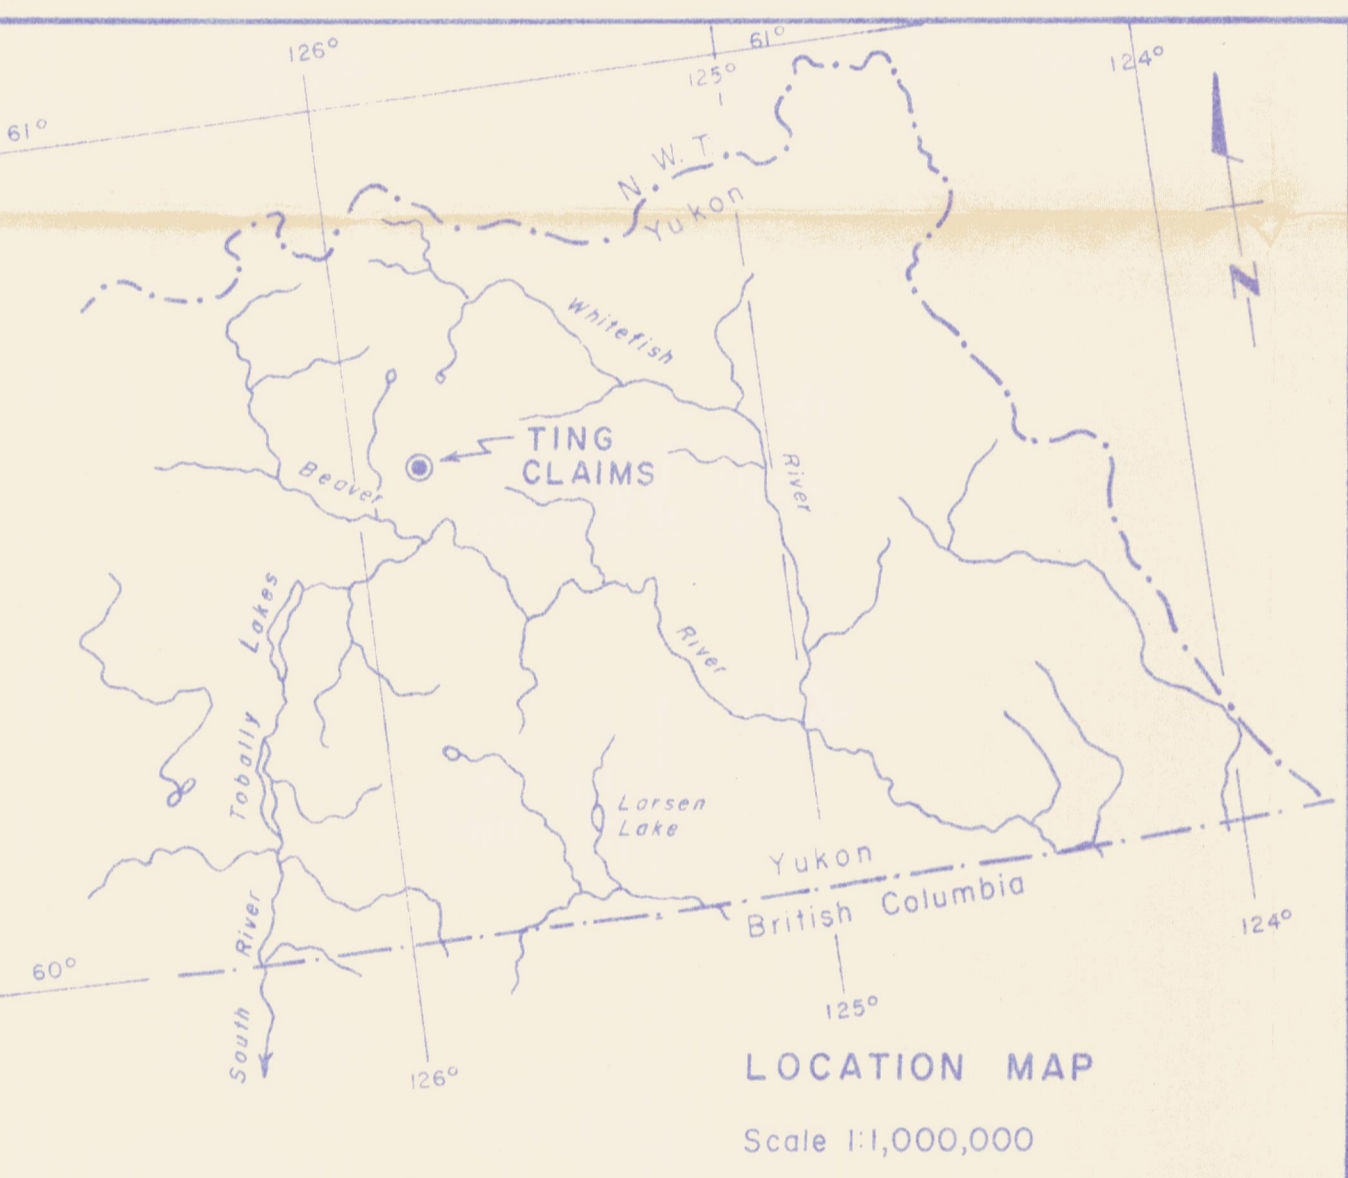 126°
61°
125°
124°
61°
N. W. T.
Yukon
Whitefish
River
TING
CLAIMS
Beaver
River
Tobally Lakes
Larsen
Lake
N
Yukon
British Columbia
60°
South River
124°
125°
126°
LOCATION MAP
Scale 1:1,000,000